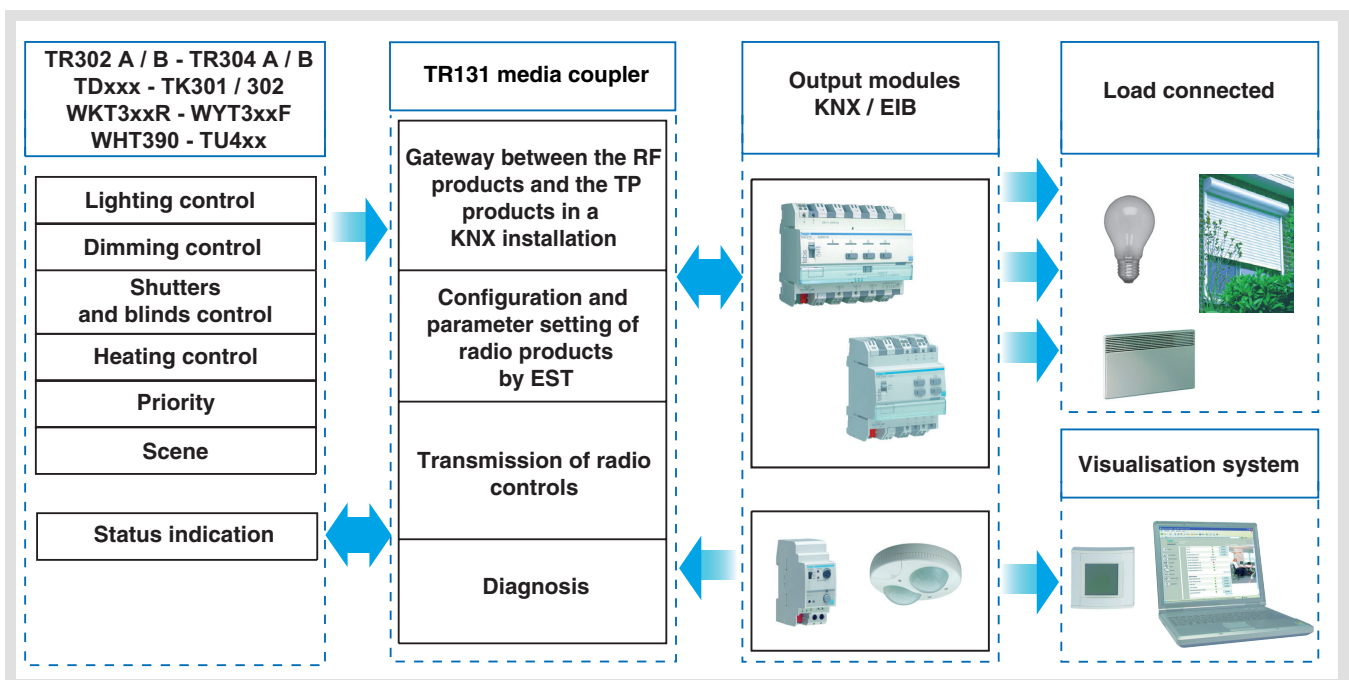 TR302 A / B - TR304 A / B
TDxxx - TK301 / 302
WKT3xxR - WYT3xxF
WHT390 - TU4xx
Lighting control
Dimming control
Shutters
and blinds control
Heating control
Priority
Scene
Status indication
TR131 media coupler
Gateway between the RF
products and the TP
products in a
KNX installation
Configuration and
parameter setting of
radio products
by EST
Transmission of radio
controls
Diagnosis
Output modules
KNX / EIB
Load connected
Visualisation system